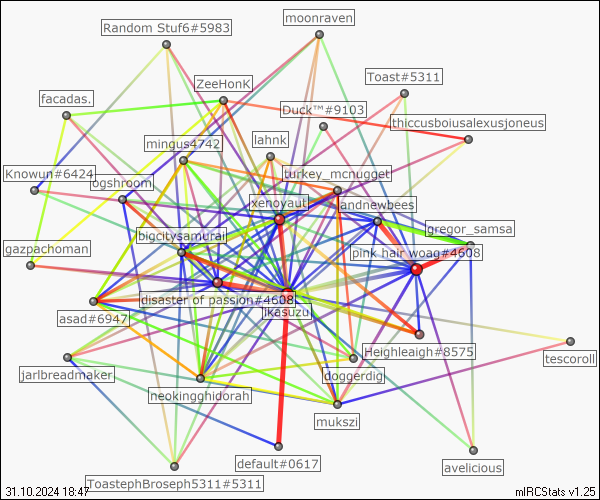 moonraven
Random Stuf6#5983
Toast#5311
ZeeHonK
facadas.
Duck™#9103
thiccusboiusalexusjoneus
mingus4742
lahnk
Knowun#6424
turkey_mcnugget
ogshroom
xenoyaut
landnewbees
gregor_samsa
bigcitysamurai
gazpachoman
pink hair woag#4608
disaster of passion#4608
jkasuzu
asad#6947
Heighleaigh#8575
tescoroll
jarlbreadmaker
doggerdig
neokingghidorah
mukszi
default#0617
avelicious
ToastephBroseph5311#5311
31.10.2024 18:47
mIRCStats v1.25